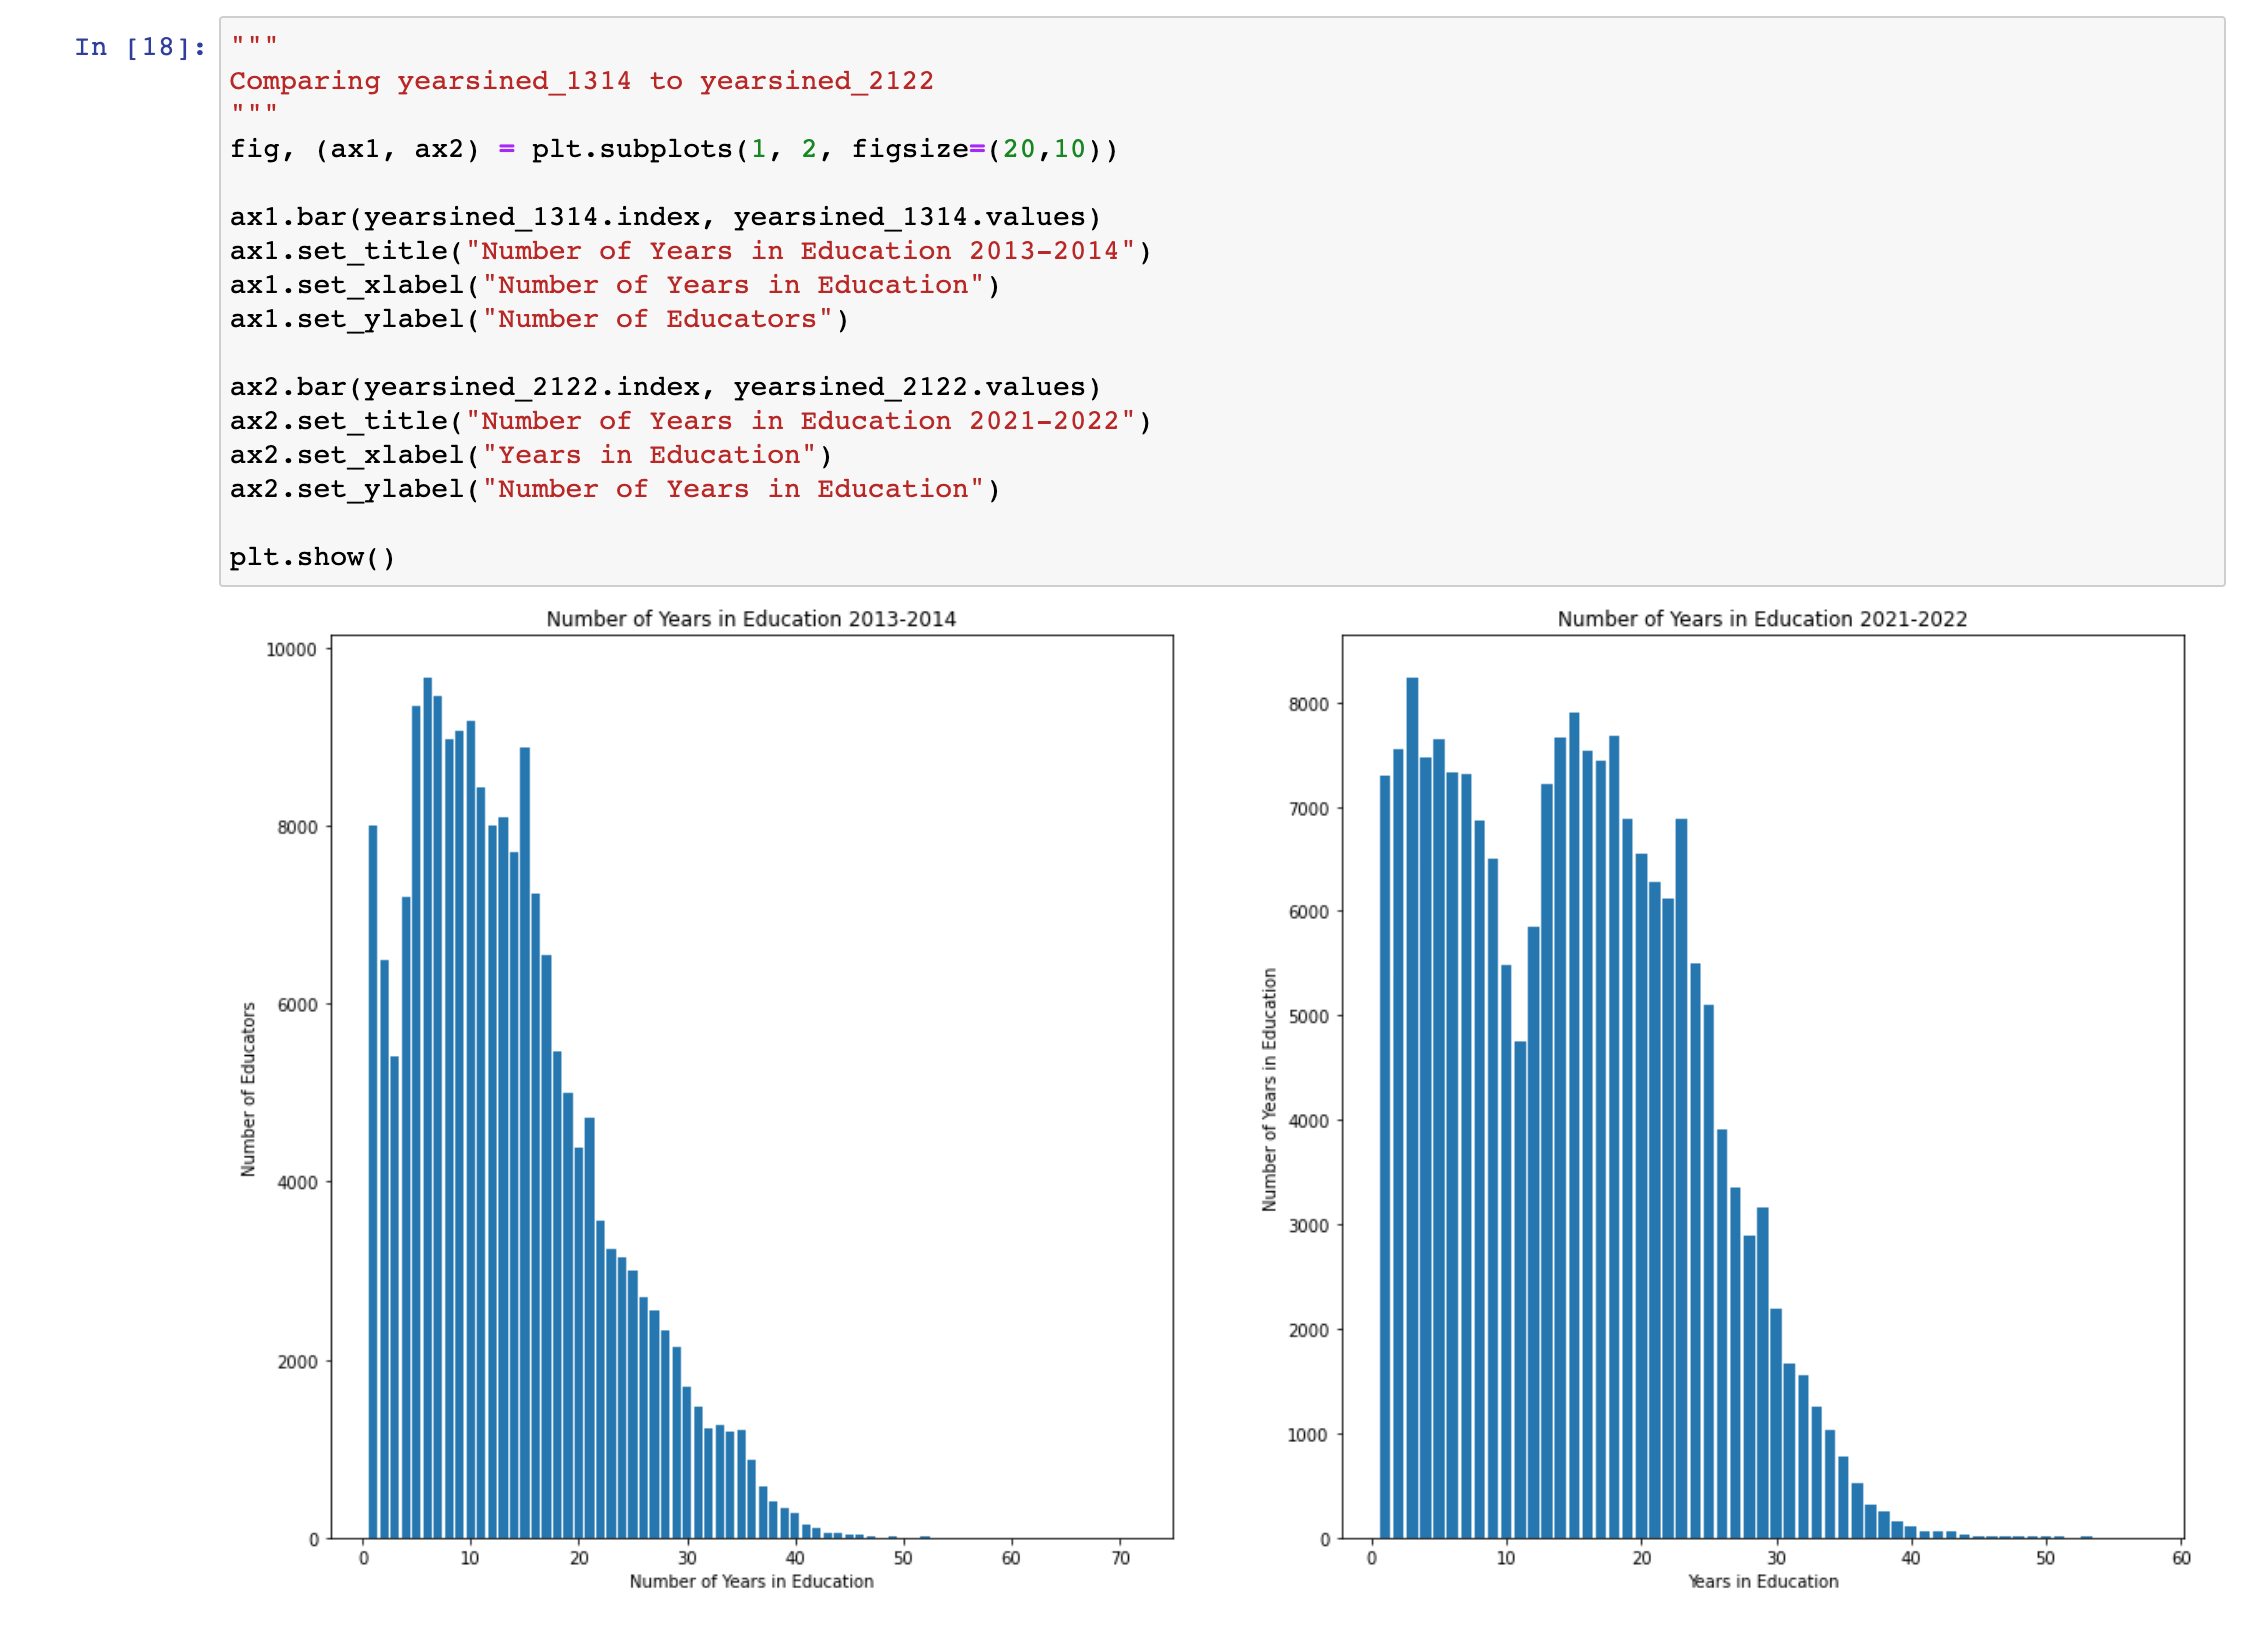 In [18]:
"""
Comparing yearsined_1314 to yearsined_2122
"""
fig, (ax1, ax2) = plt.subplots(1, 2, figsize=(20,10))
ax1.bar(yearsined_1314.index, yearsined_1314.values)
ax1.set_title("Number of Years in Education 2013-2014")
ax1.set_xlabel("Number of Years in Education")
ax1.set_ylabel("Number of Educators")
ax2.bar(yearsined_2122.index, yearsined_2122.values)
ax2.set_title("Number of Years in Education 2021-2022")
ax2.set_xlabel("Years in Education")
ax2.set_ylabel("Number of Years in Education")
plt.show()
Number of Years in Education 2013-2014
10000
8000
6000
4000
2000
0
Number of Educators
0 10 20 30 40 50 60 70
Number of Years in Education
Number of Years in Education 2021-2022
8000
7000
6000
5000
4000
3000
2000
1000
0
Number of Years in Education
0 10 20 30 40 50 60
Years in Education